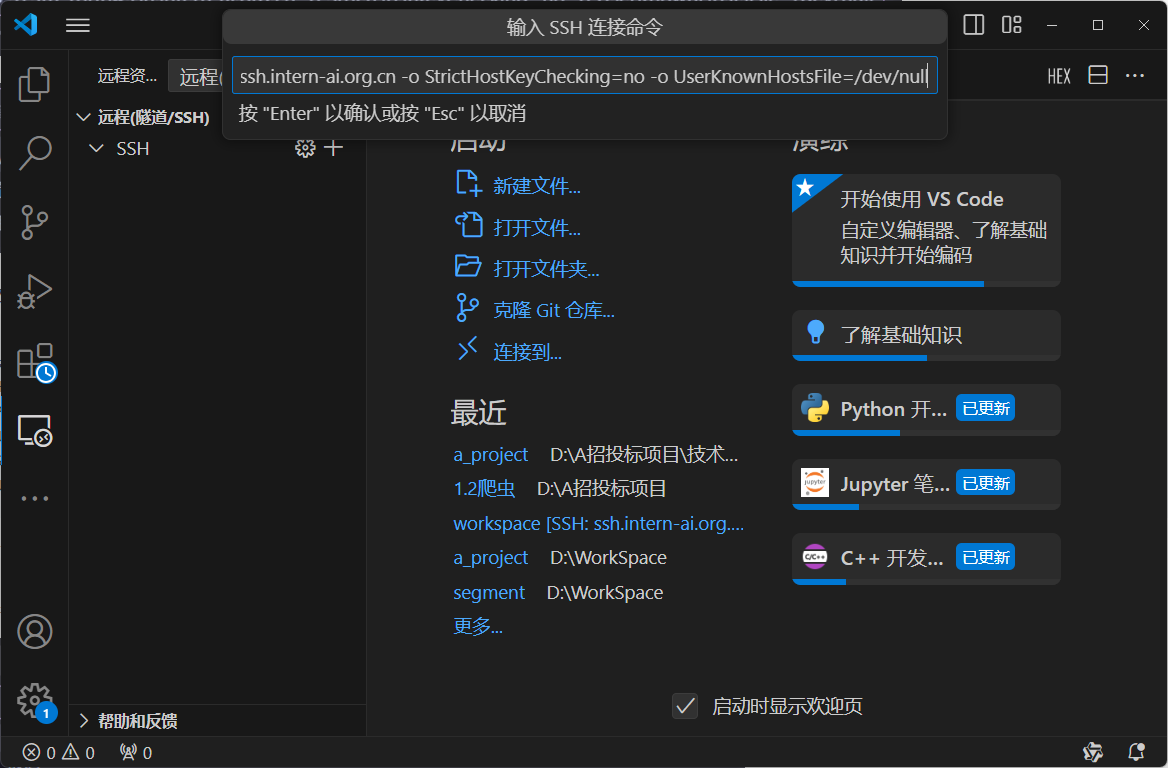 输入 SSH 连接命令
ssh.intern-ai.org.cn -o StrictHostKeyChecking=no -o UserKnownHostsFile=/dev/null
按 "Enter" 以确认或按 "Esc" 以取消
远程资...
远程(
HEX
远程(隧道/SSH)
SSH
启动
新建文件...
打开文件...
打开文件夹...
克隆 Git 仓库...
连接到...
最近
a_project D:\A招投标项目\技术...
1.2爬虫 D:\A招投标项目
workspace [SSH: ssh.intern-ai.org....
a_project D:\WorkSpace
segment D:\WorkSpace
更多...
演练
开始使用 VS Code
自定义编辑器、了解基础
知识并开始编码
了解基础知识
Python 开... 已更新
jupyter
Jupyter 笔... 已更新
C/C++
C++ 开发... 已更新
启动时显示欢迎页
1
帮助和反馈
0 0 0